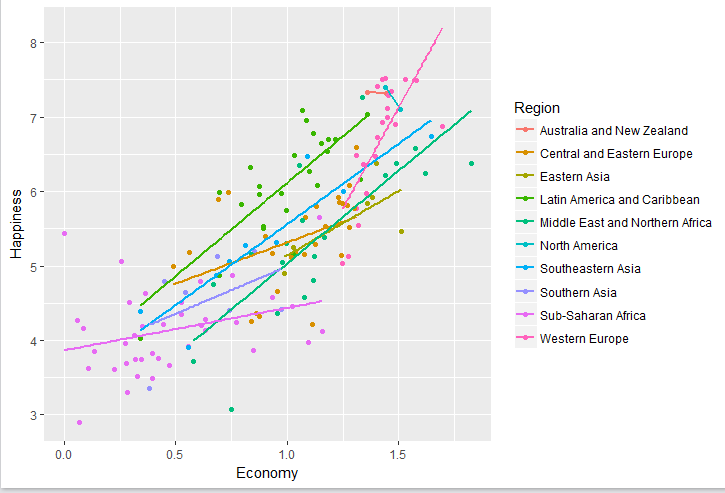 8
7
6
5
4
3
Happiness
0.0 0.5 1.0 1.5
Economy
Region
Australia and New Zealand
Central and Eastern Europe
Eastern Asia
Latin America and Caribbean
Middle East and Northern Africa
North America
Southeastern Asia
Southern Asia
Sub-Saharan Africa
Western Europe